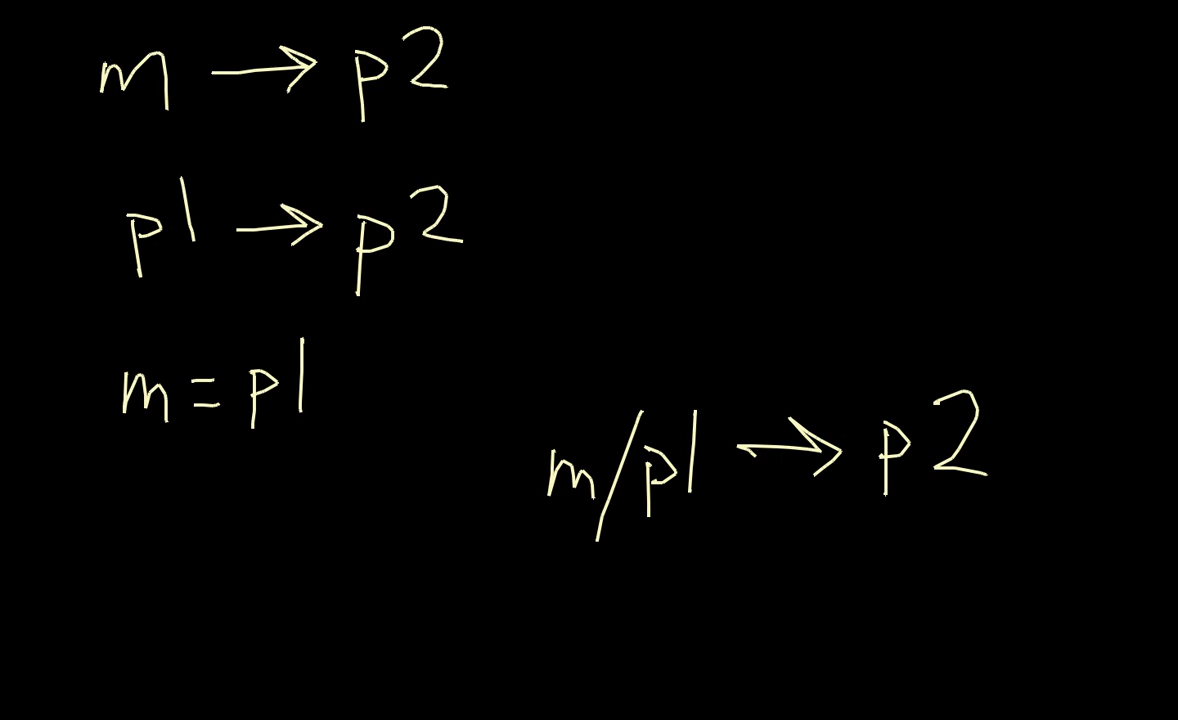 m → p2
p1 → p2
m = p1
m/p1 → p2